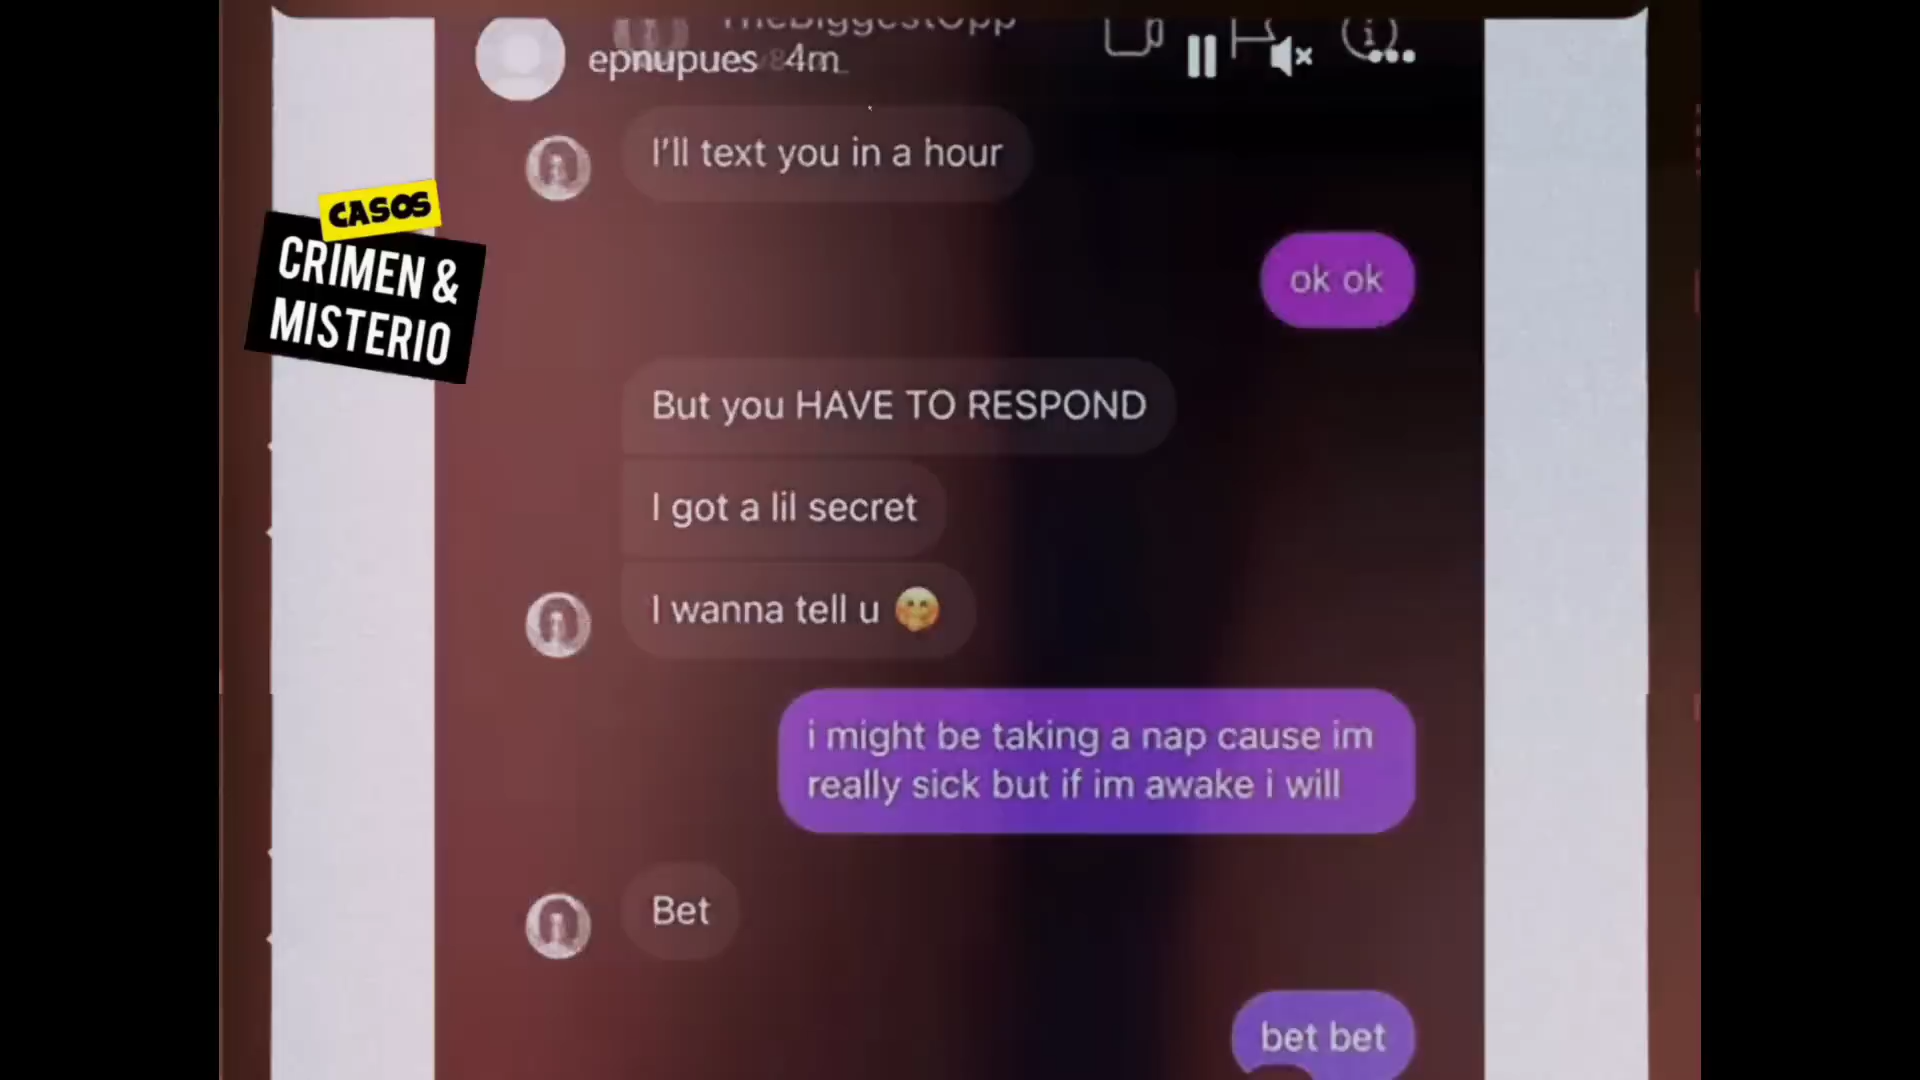 TheBiggestOpp
epnupues 4m
I'll text you in a hour
CASOS
CRIMEN &
MISTERIO
ok ok
But you HAVE TO RESPOND
I got a lil secret
I wanna tell u 🤭
i might be taking a nap cause im
really sick but if im awake i will
Bet
bet bet